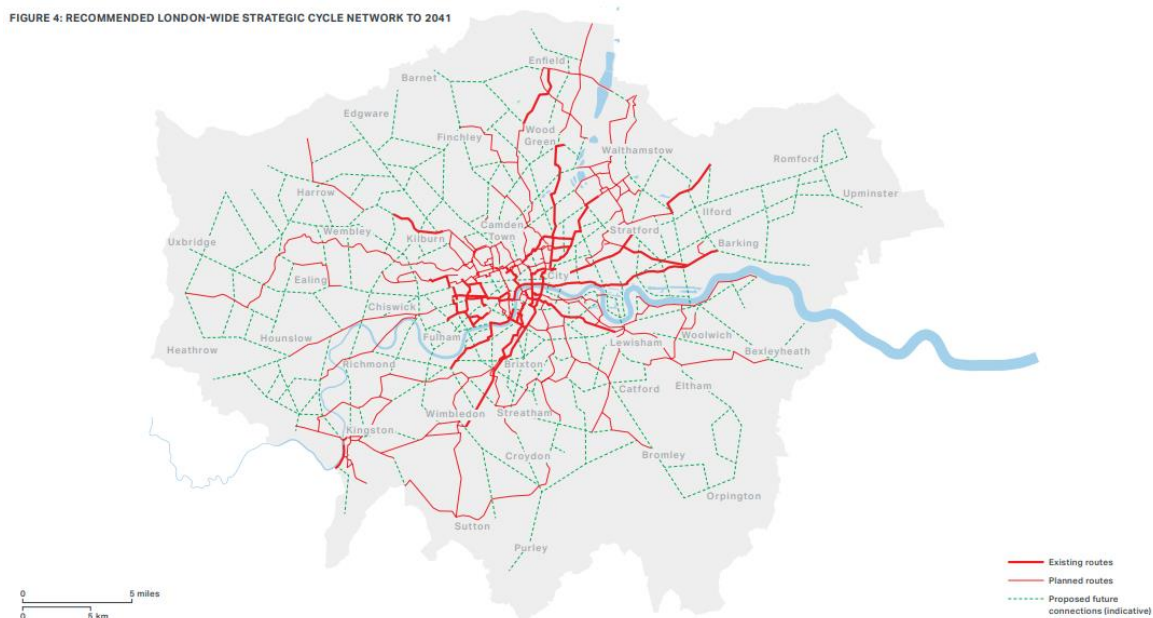 FIGURE 4: RECOMMENDED LONDON-WIDE STRATEGIC CYCLE NETWORK TO 2041
Enfield
Barnet
Edgware
Wood
Green
Finchley
Walthamstow
Romford
Harrow
Upminster
Ilford
Camden
Town
Stratford
Wembley
Kilburn
Uxbridge
Barking
City
Ealing
Chiswick
Hounslow
Fulham
Woolwich
Lewisham
Heathrow
Bexleyheath
Richmond
Brixton
Eltham
Catford
Wimbledon
Streatham
Kingston
Croydon
Bromley
Orpington
Sutton
Purley
Existing routes
Planned routes
Proposed future
connections (indicative)
0 5 miles
0 5 km